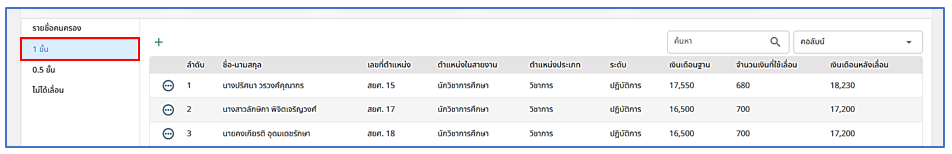 รายชื่อคนครอง
1 ขั้น
0.5 ขั้น
ไม่ได้เลื่อน
ค้นหา คอลัมน์
ลำดับ ชื่อ-นามสกุล เลขที่ตำแหน่ง ตำแหน่งในสายงาน ตำแหน่งประเภท ระดับ เงินเดือนฐาน จำนวนเงินที่ใช้เลื่อน เงินเดือนหลังเลื่อน
1 นางปริศนา วรวงศ์คุณากร สยศ. 15 นักวิชาการศึกษา วิชาการ ปฏิบัติการ 17,550 680 18,230
2 นางสาวลักษิกา พิจิตเจริญวงศ์ สยศ. 17 นักวิชาการศึกษา วิชาการ ปฏิบัติการ 16,500 700 17,200
3 นายคงเกียรติ อุดมเดชรักษา สยศ. 18 นักวิชาการศึกษา วิชาการ ปฏิบัติการ 16,500 700 17,200